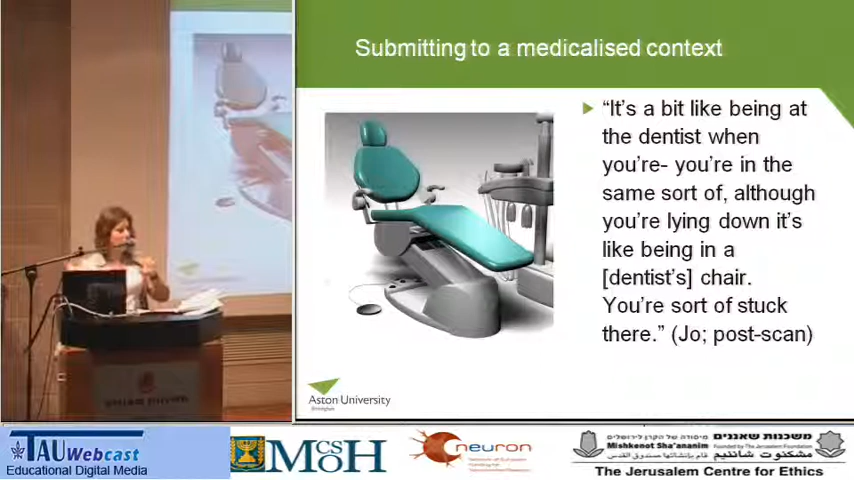 Submitting to a medicalised context
“It’s a bit like being at
the dentist when
you’re- you’re in the
same sort of, although
you’re lying down it’s
like being in a
[dentist’s] chair.
You’re sort of stuck
there.” (Jo; post-scan)
Aston University
Birmingham
TAUWebcast
Educational Digital Media
MCSMOH
neuron
משכנות שאננים
Mishkenot Sha'ananim
The Jerusalem Centre for Ethics